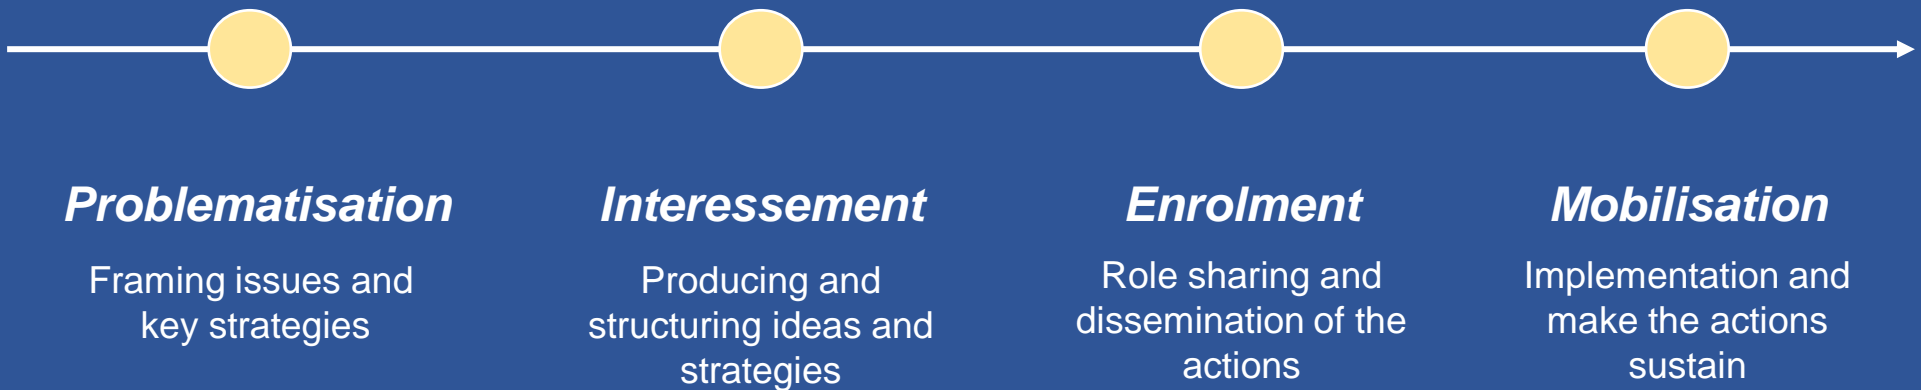 Problematisation
Framing issues and
key strategies
Interessement
Producing and
structuring ideas and
strategies
Enrolment
Role sharing and
dissemination of the
actions
Mobilisation
Implementation and
make the actions
sustain